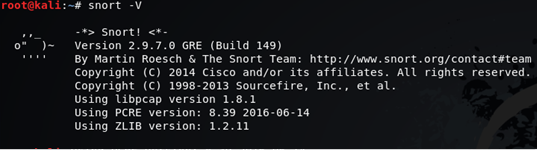 root@kali:~# snort -V
,,_ -*> Snort! <*-
o" )~ Version 2.9.7.0 GRE (Build 149)
'''' By Martin Roesch & The Snort Team: http://www.snort.org/contact#team
Copyright (C) 2014 Cisco and/or its affiliates. All rights reserved.
Copyright (C) 1998-2013 Sourcefire, Inc., et al.
Using libpcap version 1.8.1
Using PCRE version: 8.39 2016-06-14
Using ZLIB version: 1.2.11